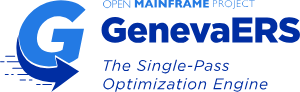 OPEN MAINFRAME PROJECT
GenevaERS
The Single-Pass
Optimization Engine